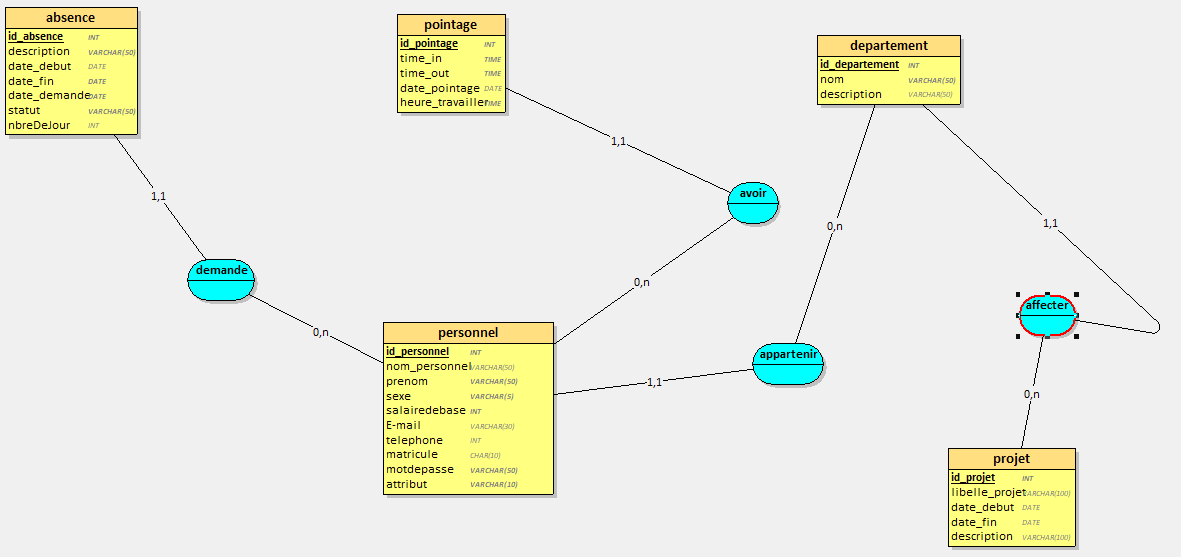 absence
id_absence INT
description VARCHAR(50)
date_debut DATE
date_fin DATE
date_demande DATE
statut VARCHAR(50)
nbreDeJour INT
pointage
id_pointage INT
time_in TIME
time_out TIME
date_pointage DATE
heure_travailler TIME
departement
id_departement INT
nom VARCHAR(50)
description VARCHAR(50)
1,1
1,1
avoir
0,n
1,1
demande
0,n
0,n
affecter
personnel
id_personnel INT
nom_personnel VARCHAR(50)
prenom VARCHAR(50)
sexe VARCHAR(5)
salairedebase INT
E-mail VARCHAR(30)
telephone INT
matricule CHAR(10)
motdepasse VARCHAR(50)
attribut VARCHAR(10)
appartenir
1,1
0,n
projet
id_projet INT
libelle_projet VARCHAR(100)
date_debut DATE
date_fin DATE
description VARCHAR(100)